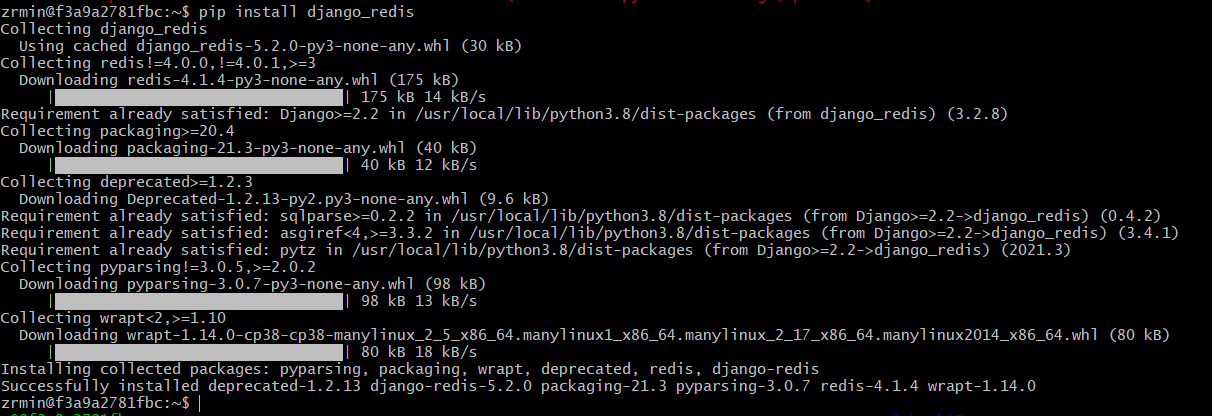 zrmin@f3a9a2781fbc:~$ pip install django_redis
Collecting django_redis
  Using cached django_redis-5.2.0-py3-none-any.whl (30 kB)
Collecting redis!=4.0.0,!=4.0.1,>=3
  Downloading redis-4.1.4-py3-none-any.whl (175 kB)
     |████████████████████████████████| 175 kB 14 kB/s
Requirement already satisfied: Django>=2.2 in /usr/local/lib/python3.8/dist-packages (from django_redis) (3.2.8)
Collecting packaging>=20.4
  Downloading packaging-21.3-py3-none-any.whl (40 kB)
     |████████████████████████████████| 40 kB 12 kB/s
Collecting deprecated>=1.2.3
  Downloading Deprecated-1.2.13-py2.py3-none-any.whl (9.6 kB)
Requirement already satisfied: sqlparse>=0.2.2 in /usr/local/lib/python3.8/dist-packages (from Django>=2.2->django_redis) (0.4.2)
Requirement already satisfied: asgiref<4,>=3.3.2 in /usr/local/lib/python3.8/dist-packages (from Django>=2.2->django_redis) (3.4.1)
Requirement already satisfied: pytz in /usr/local/lib/python3.8/dist-packages (from Django>=2.2->django_redis) (2021.3)
Collecting pyparsing!=3.0.5,>=2.0.2
  Downloading pyparsing-3.0.7-py3-none-any.whl (98 kB)
     |████████████████████████████████| 98 kB 13 kB/s
Collecting wrapt<2,>=1.10
  Downloading wrapt-1.14.0-cp38-cp38-manylinux_2_5_x86_64.manylinux1_x86_64.manylinux_2_17_x86_64.manylinux2014_x86_64.whl (80 kB)
     |████████████████████████████████| 80 kB 18 kB/s
Installing collected packages: pyparsing, packaging, wrapt, deprecated, redis, django-redis
Successfully installed deprecated-1.2.13 django-redis-5.2.0 packaging-21.3 pyparsing-3.0.7 redis-4.1.4 wrapt-1.14.0
zrmin@f3a9a2781fbc:~$